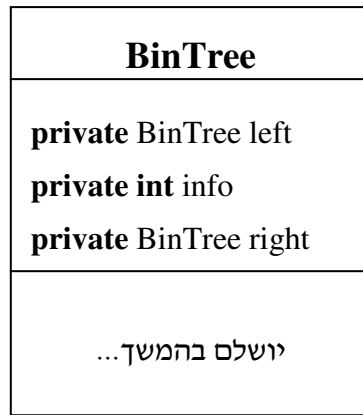 BinTree
private BinTree left
private int info
private BinTree right
יושלם בהמשך...